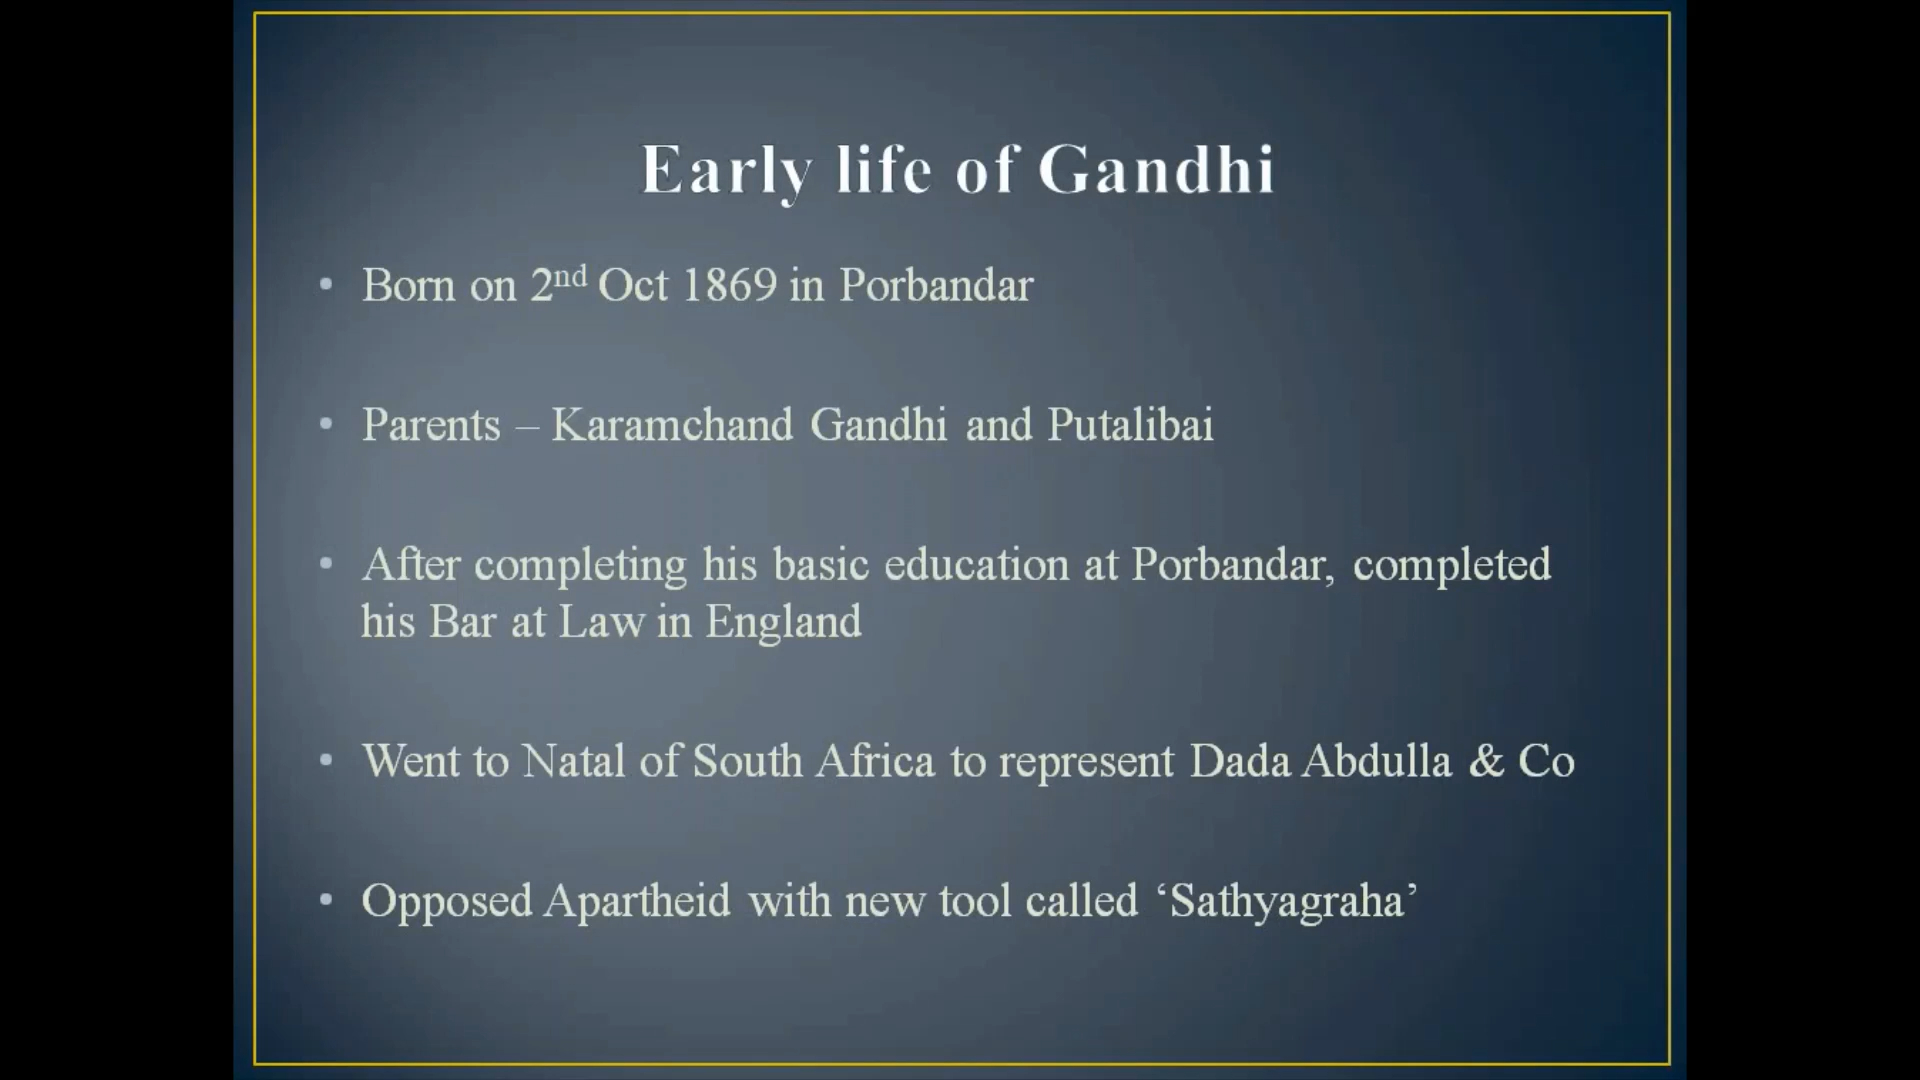 Early life of Gandhi
• Born on 2nd Oct 1869 in Porbandar
• Parents – Karamchand Gandhi and Putalibai
• After completing his basic education at Porbandar, completed
his Bar at Law in England
• Went to Natal of South Africa to represent Dada Abdulla & Co
• Opposed Apartheid with new tool called ‘Sathyagraha’